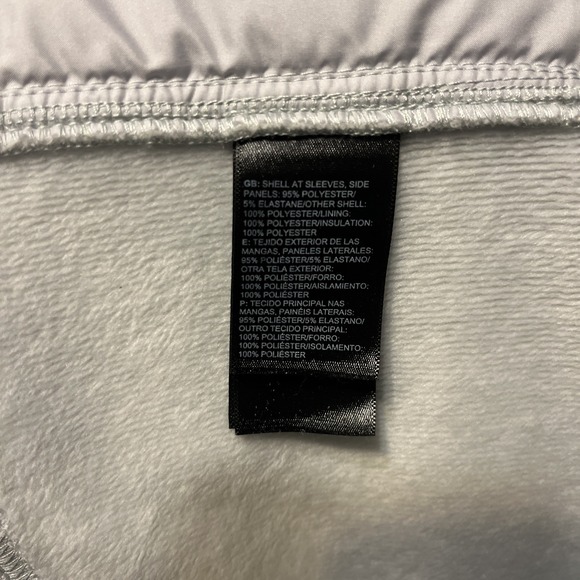 GB: SHELL AT SLEEVES, SIDE
PANELS: 95% POLYESTER/
5% ELASTANE/OTHER SHELL:
100% POLYESTER/LINING:
100% POLYESTER/INSULATION:
100% POLYESTER
E: TEJIDO EXTERIOR DE LAS
MANGAS, PANELES LATERALES:
95% POLIÉSTER/5% ELASTANO/
OTRA TELA EXTERIOR:
100% POLIÉSTER/FORRO:
100% POLIÉSTER/AISLAMIENTO:
100% POLIÉSTER
P: TECIDO PRINCIPAL NAS
MANGAS, PAINÉIS LATERAIS:
95% POLIÉSTER/5% ELASTANO/
OUTRO TECIDO PRINCIPAL:
100% POLIÉSTER/FORRO:
100% POLIÉSTER/ISOLAMENTO:
100% POLIÉSTER